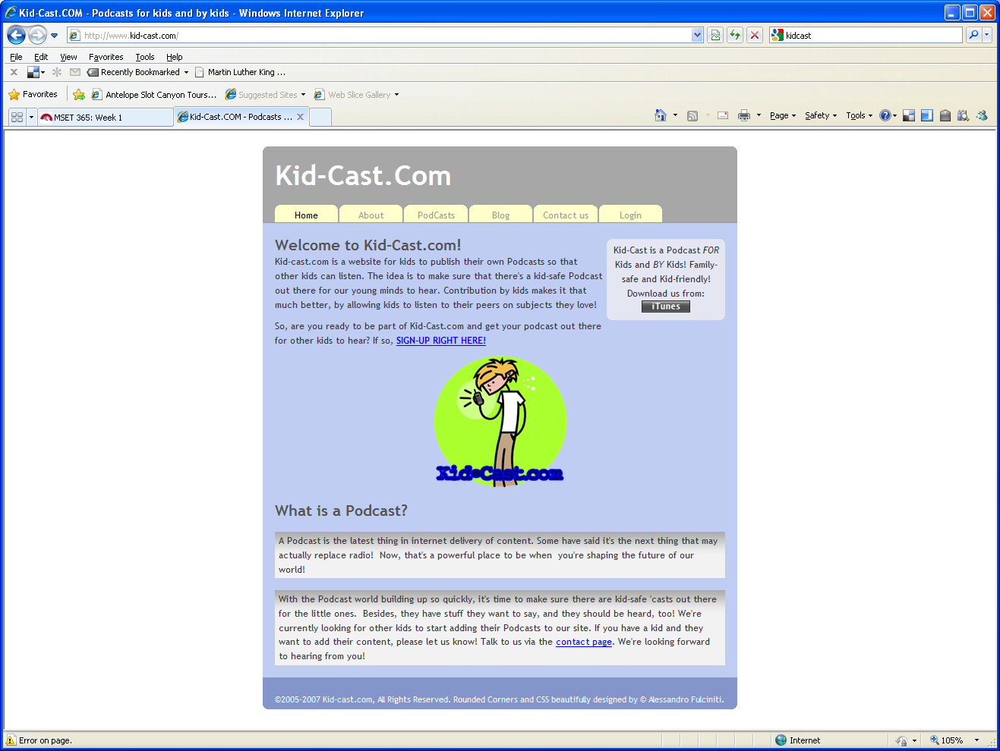 Kid-Cast.COM - Podcasts for kids and by kids - Windows Internet Explorer
http://www.kid-cast.com/
kidcast
File Edit View Favorites Tools Help
Recently Bookmarked Martin Luther King ...
Favorites Antelope Slot Canyon Tours... Suggested Sites Web Slice Gallery
MSET 365: Week 1 Kid-Cast.COM - Podcasts ... Page Safety Tools
Kid-Cast.Com
Home About PodCasts Blog Contact us Login
Welcome to Kid-Cast.com!
Kid-cast.com is a website for kids to publish their own Podcasts so that
other kids can listen. The idea is to make sure that there's a kid-safe Podcast
out there for our young minds to hear. Contribution by kids makes it that
much better, by allowing kids to listen to their peers on subjects they love!
So, are you ready to be part of Kid-Cast.com and get your podcast out there
for other kids to hear? If so, SIGN-UP RIGHT HERE!
Kid-Cast is a Podcast FOR
Kids and BY Kids! Family-
safe and Kid-friendly!
Download us from:
iTunes
Kid-Cast.com
What is a Podcast?
A Podcast is the latest thing in internet delivery of content. Some have said it's the next thing that may
actually replace radio! Now, that's a powerful place to be when you're shaping the future of our
world!
With the Podcast world building up so quickly, it's time to make sure there are kid-safe 'casts out there
for the little ones. Besides, they have stuff they want to say, and they should be heard, too! We're
currently looking for other kids to start adding their Podcasts to our site. If you have a kid and they
want to add their content, please let us know! Talk to us via the contact page. We're looking forward
to hearing from you!
©2005-2007 Kid-cast.com, All Rights Reserved. Rounded Corners and CSS beautifully designed by © Alessandro Fulciniti.
Error on page. Internet 105%